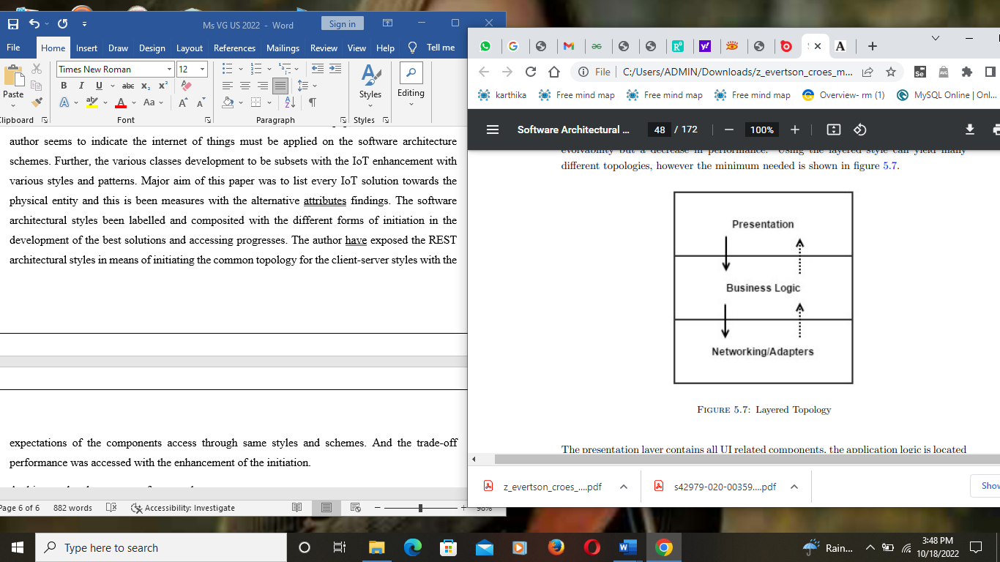 Ms VG US 2022 - Word
Sign in
File Home Insert Draw Design Layout References Mailings Review View Help Tell me
Paste
Times New Roman 12
B I U abc x₂ x²
A aby A Aa A A
Styles
Editing
Clipboard Font Paragraph Styles
author seems to indicate the internet of things must be applied on the software architecture
schemes. Further, the various classes development to be subsets with the IoT enhancement with
various styles and patterns. Major aim of this paper was to list every IoT solution towards the
physical entity and this is been measures with the alternative attributes findings. The software
architectural styles been labelled and composited with the different forms of initiation in the
development of the best solutions and accessing progresses. The author have exposed the REST
architectural styles in means of initiating the common topology for the client-server styles with the
expectations of the components access through same styles and schemes. And the trade-off
performance was accessed with the enhancement of the initiation.
Page 6 of 6 882 words Accessibility: Investigate 98%
File C:/Users/ADMIN/Downloads/z_evertson_croes_m...
karthika Free mind map Free mind map Free mind map Overview- rm (1) MySQL Online | Onl...
Software Architectural ... 48 / 172 100%
evolvability but a decrease in performance. Using the layered style can yield many
different topologies, however the minimum needed is shown in figure 5.7.
Presentation
Business Logic
Networking/Adapters
FIGURE 5.7: Layered Topology
The presentation layer contains all UI related components, the application logic is located
z_evertson_croes_....pdf s42979-020-00359....pdf Show
Type here to search
Rain...
3:48 PM
10/18/2022